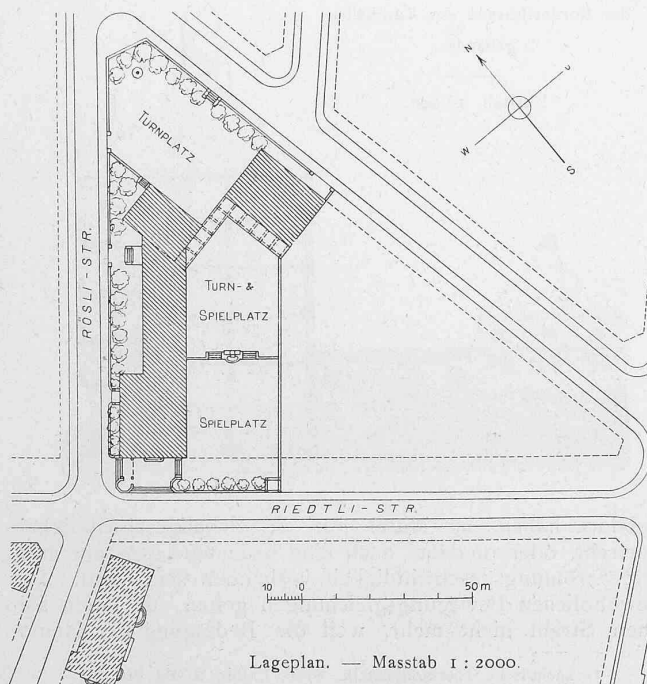 TURNPLATZ
N
O
W
S
RÖSLI-STR.
TURN- &
SPIELPLATZ
SPIELPLATZ
RIEDTLI-STR.
10 0 50 m
Lageplan. — Masstab 1 : 2000.